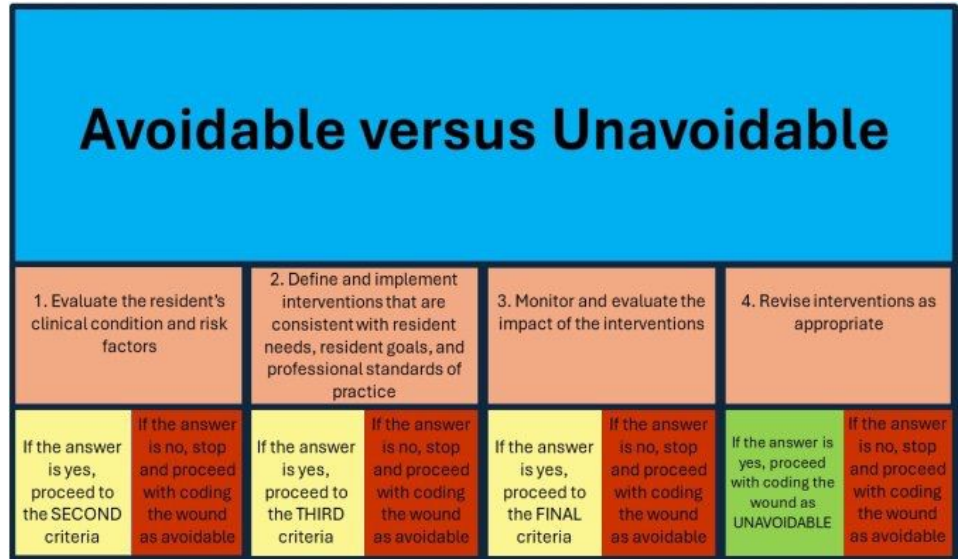 Avoidable versus Unavoidable
1. Evaluate the resident's
clinical condition and risk
factors
2. Define and implement
interventions that are
consistent with resident
needs, resident goals, and
professional standards of
practice
3. Monitor and evaluate the
impact of the interventions
4. Revise interventions as
appropriate
If the answer
is yes,
proceed to
the SECOND
criteria
If the answer
is no, stop
and proceed
with coding
the wound
as avoidable
If the answer
is yes,
proceed to
the THIRD
criteria
If the answer
is no, stop
and proceed
with coding
the wound
as avoidable
If the answer
is yes,
proceed to
the FINAL
criteria
If the answer
is no, stop
and proceed
with coding
the wound
as avoidable
If the answer is
yes, proceed
with coding the
wound as
UNAVOIDABLE
If the answer
is no, stop
and proceed
with coding
the wound
as avoidable